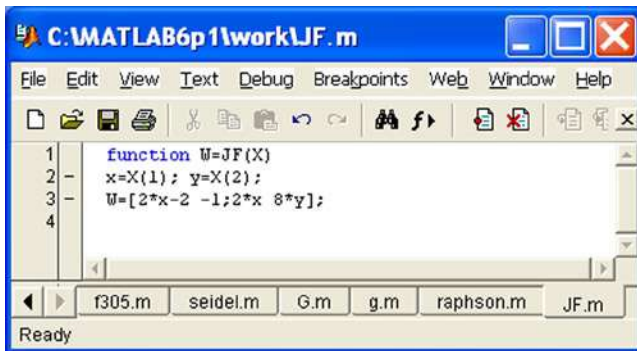 C:\MATLAB6p1\work\JF.m
File Edit View Text Debug Breakpoints Web Window Help
1 function W=JF(X)
2 - x=X(1); y=X(2);
3 - W=[2*x-2 -1;2*x 8*y];
4
f305.m seidel.m G.m g.m raphson.m JF.m
Ready